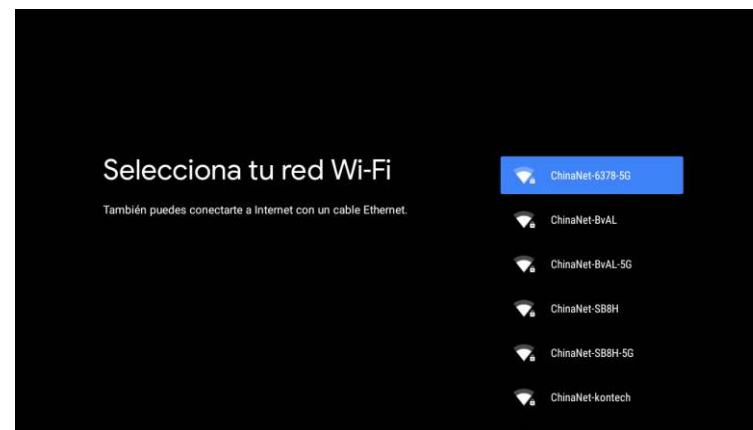 Selecciona tu red Wi-Fi
También puedes conectarte a Internet con un cable Ethernet.
ChinaNet-6378-5G
ChinaNet-BvAL
ChinaNet-BvAL-5G
ChinaNet-SB8H
ChinaNet-SB8H-5G
ChinaNet-kontech